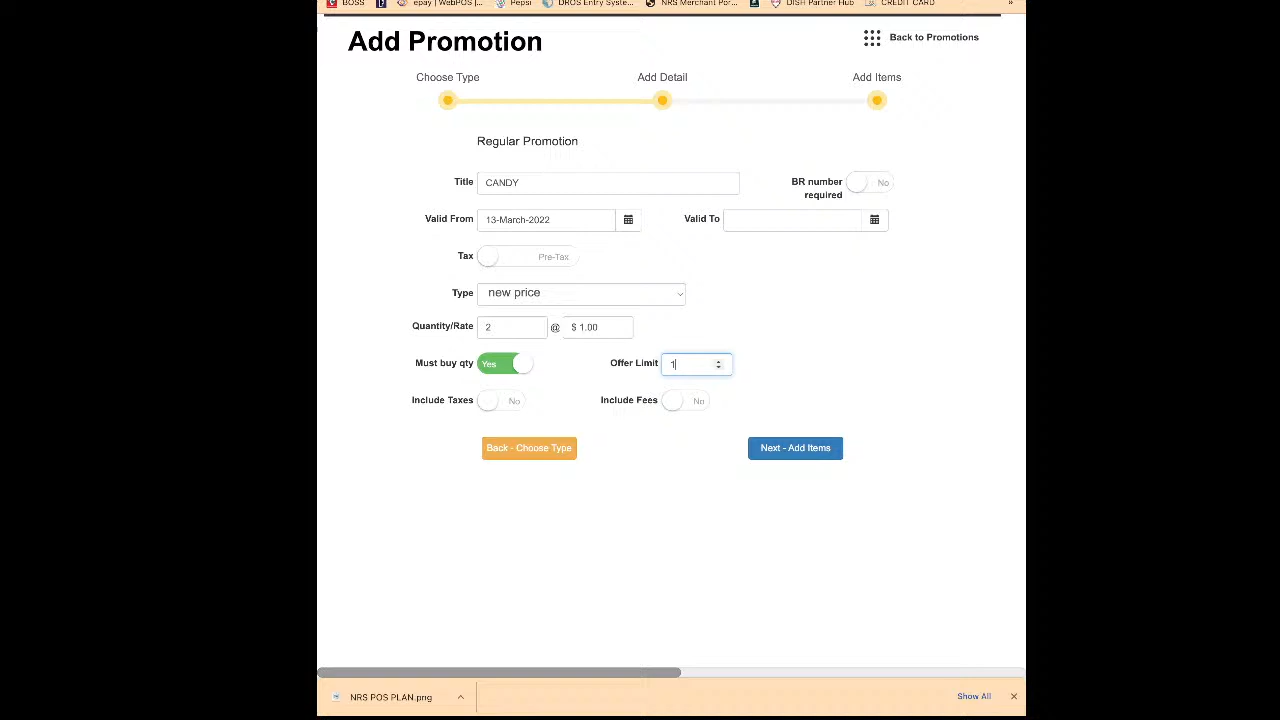 BOSS epay | WebPOS |... Pepsi DROS Entry Syste... NRS Merchant Por... DISH Partner Hub CREDIT CARD »
Add Promotion Back to Promotions
Choose Type Add Detail Add Items
Regular Promotion
Title CANDY BR number required No
Valid From 13-March-2022 Valid To
Tax Pre-Tax
Type new price
Quantity/Rate 2 @ $ 1.00
Must buy qty Yes Offer Limit 1
Include Taxes No Include Fees No
Back - Choose Type Next - Add Items
NRS POS PLAN.png Show All